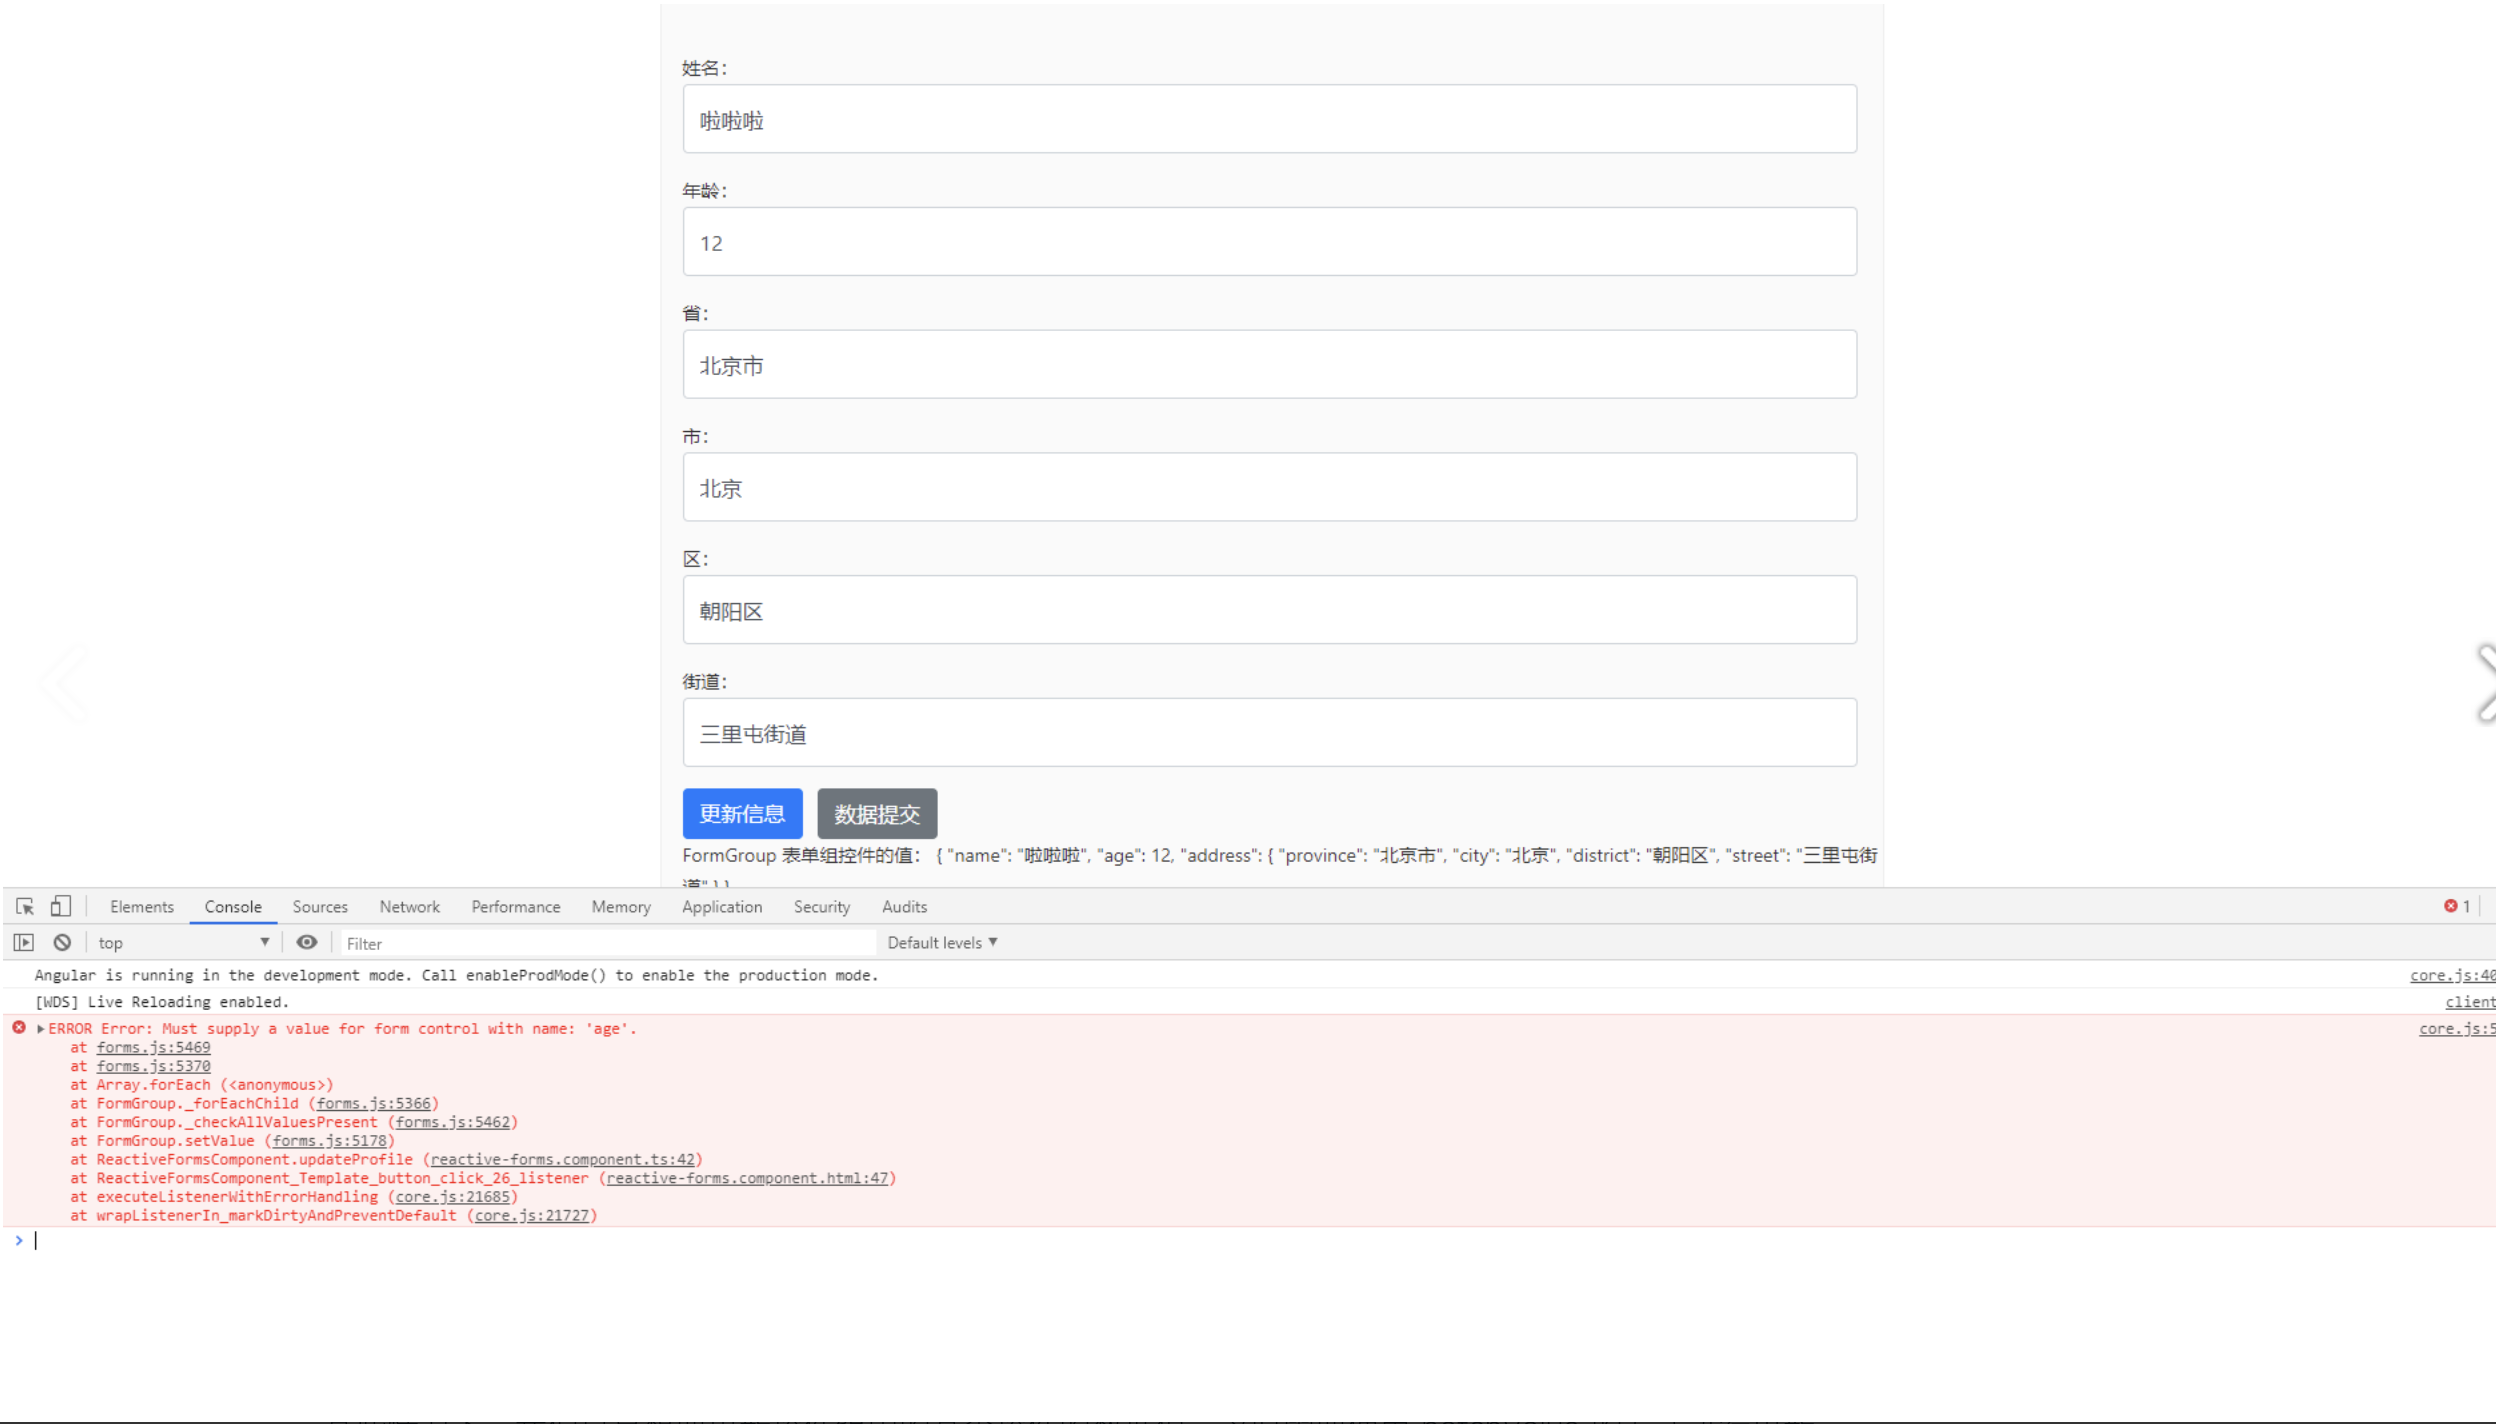 姓名：
啦啦啦
年龄：
12
省：
北京市
市：
北京
区：
朝阳区
街道：
三里屯街道
更新信息 数据提交
FormGroup 表单组控件的值： { "name": "啦啦啦", "age": 12, "address": { "province": "北京市", "city": "北京", "district": "朝阳区", "street": "三里屯街
道" } }
Elements Console Sources Network Performance Memory Application Security Audits 1
top Filter Default levels
Angular is running in the development mode. Call enableProdMode() to enable the production mode. core.js:40
[WDS] Live Reloading enabled. client
ERROR Error: Must supply a value for form control with name: 'age'. core.js:5
at forms.js:5469
at forms.js:5370
at Array.forEach (<anonymous>)
at FormGroup._forEachChild (forms.js:5366)
at FormGroup._checkAllValuesPresent (forms.js:5462)
at FormGroup.setValue (forms.js:5178)
at ReactiveFormsComponent.updateProfile (reactive-forms.component.ts:42)
at ReactiveFormsComponent_Template_button_click_26_listener (reactive-forms.component.html:47)
at executeListenerWithErrorHandling (core.js:21685)
at wrapListenerIn_markDirtyAndPreventDefault (core.js:21727)